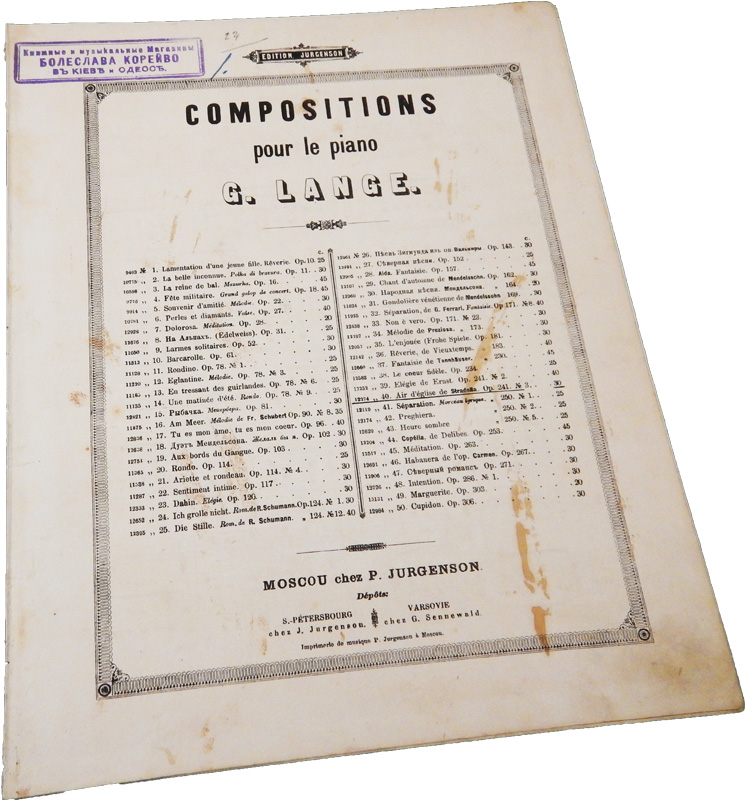 Книжные и музыкальные Магазины
БОЛЕСЛАВА КОРЕЙВО
ВЪ КІЕВѢ и ОДЕССѢ.
23
EDITION JURGENSON
COMPOSITIONS
pour le piano
G. LANGE.
c.
№ 1. Lamentation d'une jeune fille. Rêverie. Op. 10. 25
„ 2. La belle inconnue. Polka di bravura. Op. 11. 30
„ 3. La reine de bal. Mazurka. Op. 16. 45
„ 4. Fête militaire. Grand galop de concert. Op. 18. 45
„ 5. Souvenir d'amitié. Mélodie. Op. 22. 30
„ 6. Perles et diamants. Valse. Op. 27. 40
„ 7. Dolorosa. Méditation. Op. 28. 20
„ 8. На Альпахъ. (Edelweiss). Op. 31. 25
„ 9. Larmes solitaires. Op. 52. 30
„ 10. Barcarolle. Op. 61. 30
„ 11. Rondino. Op. 78. № 1. 25
„ 12. Eglantine. Mélodie. Op. 78. № 3. 25
„ 13. En tressant des guirlandes. Op. 78. № 6. 25
„ 14. Une matinée d'été. Rondo. Op. 78. № 9. 25
„ 15. Рыбачка. Op. 81. 30
„ 16. Am Meer. Mélodie de Fr. Schubert Op. 90. № 8. 35
„ 17. Tu es mon âme, tu es mon coeur. Op. 96. 40
„ 18. Дуэтъ Мендельсона. Op. 102. 30
„ 19. Aux bords du Gange. Op. 103. 25
„ 20. Rondo. Op. 114. 25
„ 21. Ariette et rondeau. Op. 114. № 4. 30
„ 22. Sentiment intime. Op. 117. 30
„ 23. Dahin. Elégie. Op. 120. 30
„ 24. Ich grolle nicht. Rom. de R. Schumann. Op. 124. № 1. 30
„ 25. Die Stille. Rom. de R. Schumann. „ 124. № 12. 40
c.
№ 26. Пѣснь Зигмунда изъ оп. Валькиры Op. 148. 30
„ 27. Сѣверная пѣсня. Op. 152. 25
„ 28. Aida. Fantaisie. Op. 157. 45
„ 29. Chant d'automne de Mendelssohn. Op. 162. 30
„ 30. Народная пѣсня. Мендельсона. „ 164. 20
„ 31. Gondolière vénitienne de Mendelssohn. 169. 30
„ 32. Séparation, de G. Ferrari. Fantaisie. Op. 171 № 8. 40
„ 33. Non è vero. Op. 171. № 23. 30
„ 34. Mélodie de Preziosa. „ 173. 30
„ 35. L'enjouée (Frohe Spiele. Op. 181. 30
„ 36. Rêverie, de Vieuxtemps. 183. 30
„ 37. Fantaisie de Tannhäuser. 230. 45
„ 38. Le coeur fidèle. Op. 234. 40
„ 39. Elégie de Ernst. Op. 241. № 2. 40
12374 „ 40. Air d'église de Stradella. Op. 241. № 3. 30
„ 41. Séparation. Morceau lyrique. „ 250. № 1. 25
„ 42. Preghiera. „ 250. № 2. 25
„ 43. Heure sombre „ 250. № 5. 25
„ 44. Copélia, de Delibes. Op. 253. 45
„ 45. Méditation. Op. 263. 30
„ 46. Habanera de l'op. Carmen. Op. 267. 30
„ 47. Сѣверный романсъ Op. 271. 30
„ 48. Intention. Op. 286. № 1. 20
„ 49. Marguerite. Op. 303. 20
„ 50. Cupidon. Op. 306. 30
MOSCOU chez P. JURGENSON.
Dépôts:
S.-PÉTERSBOURG
chez J. Jurgenson.
VARSOVIE
chez G. Sennewald.
Imprimerie de musique P. Jurgenson à Moscou.